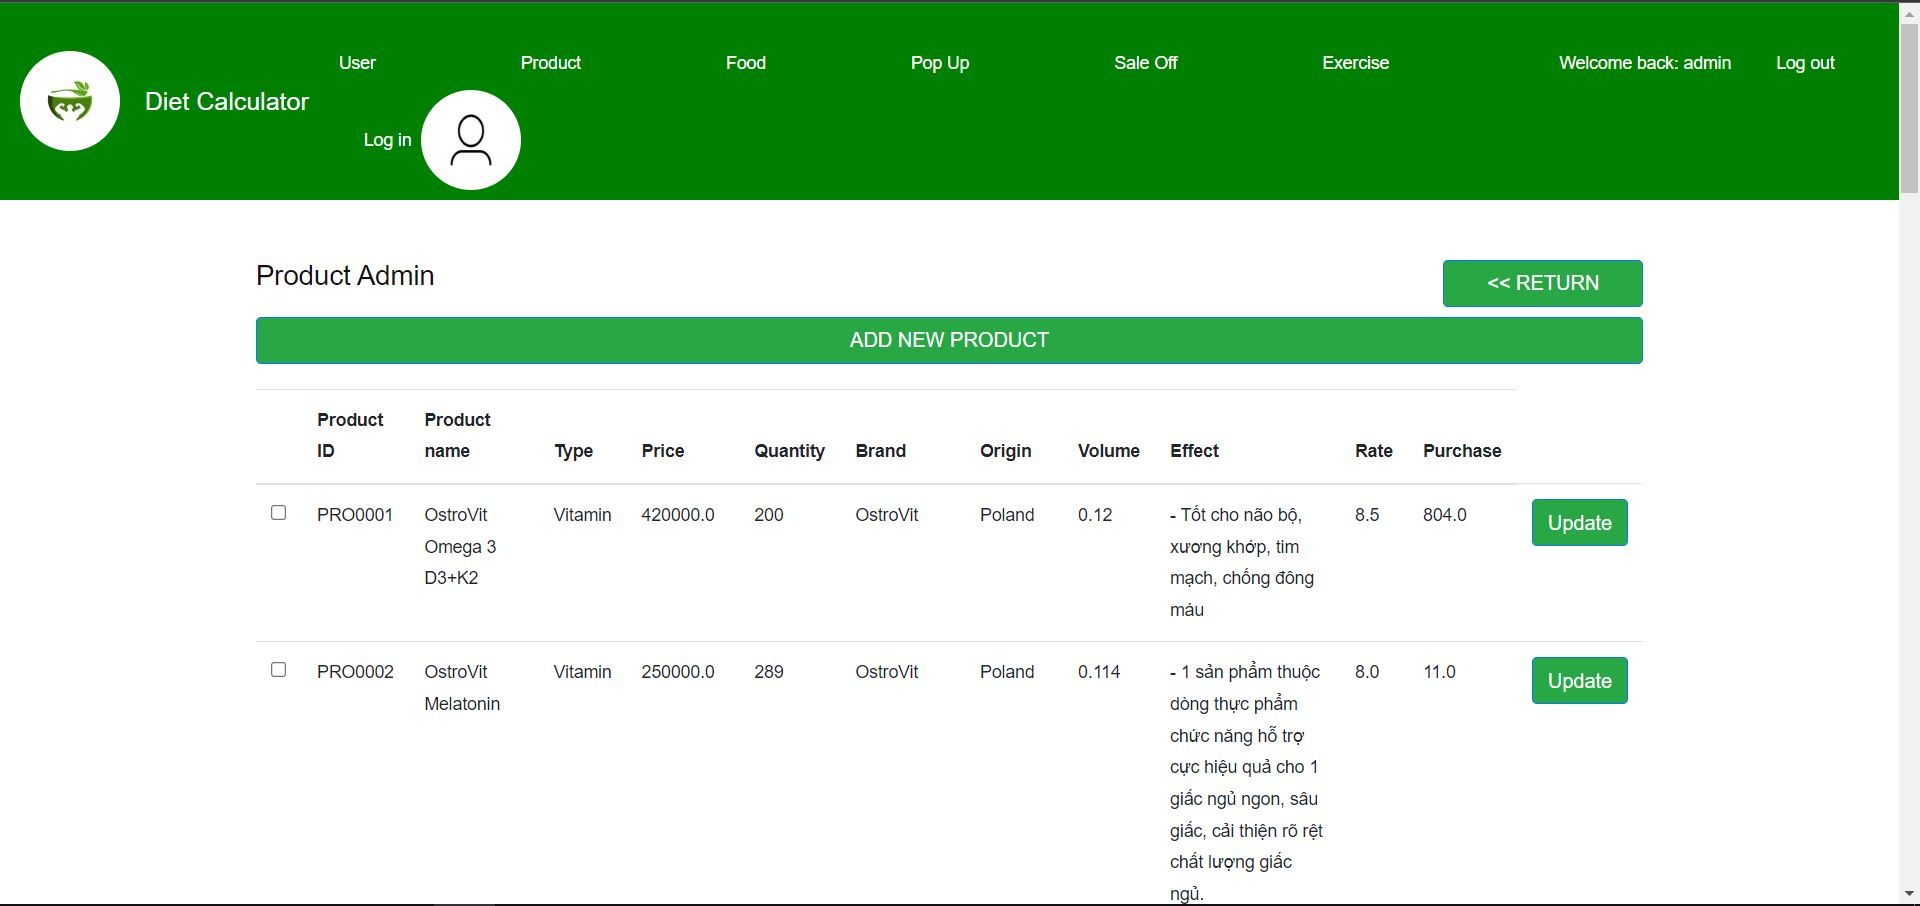 User Product Food Pop Up Sale Off Exercise Welcome back: admin Log out
Diet Calculator
Log in
Product Admin
<< RETURN
ADD NEW PRODUCT
Product ID Product name Type Price Quantity Brand Origin Volume Effect Rate Purchase
PRO0001 OstroVit Vitamin 420000.0 200 OstroVit Poland 0.12 - Tốt cho não bộ, 8.5 804.0 Update
Omega 3 xương khớp, tim
D3+K2 mạch, chống đông
máu
PRO0002 OstroVit Vitamin 250000.0 289 OstroVit Poland 0.114 - 1 sản phẩm thuộc 8.0 11.0 Update
Melatonin dòng thực phẩm
chức năng hỗ trợ
cực hiệu quả cho 1
giấc ngủ ngon, sâu
giấc, cải thiện rõ rệt
chất lượng giấc
ngủ.